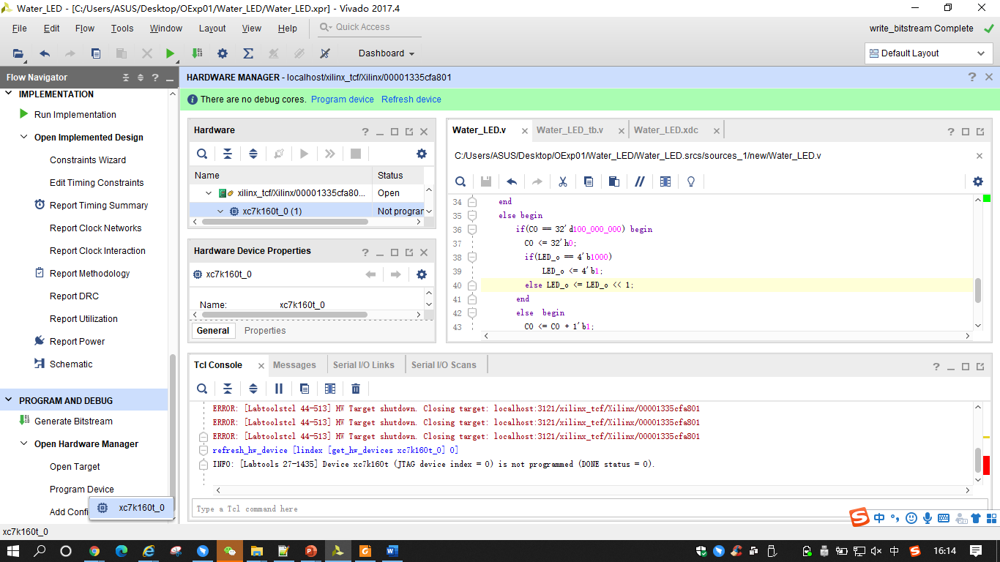 Water_LED - [C:/Users/ASUS/Desktop/OExp01/Water_LED/Water_LED.xpr] - Vivado 2017.4
File Edit Flow Tools Window Layout View Help Quick Access
write_bitstream Complete
Dashboard
Default Layout
Flow Navigator
IMPLEMENTATION
Run Implementation
Open Implemented Design
Constraints Wizard
Edit Timing Constraints
Report Timing Summary
Report Clock Networks
Report Clock Interaction
Report Methodology
Report DRC
Report Utilization
Report Power
Schematic
PROGRAM AND DEBUG
Generate Bitstream
Open Hardware Manager
Open Target
Program Device
Add Confi
xc7k160t_0
xc7k160t_0
HARDWARE MANAGER - localhost/xilinx_tcf/Xilinx/00001335cfa801
There are no debug cores. Program device Refresh device
Hardware
Name Status
xilinx_tcf/Xilinx/00001335cfa80... Open
xc7k160t_0 (1) Not progran
Hardware Device Properties
xc7k160t_0
Name: xc7k160t_0
General Properties
Water_LED.v Water_LED_tb.v Water_LED.xdc
C:/Users/ASUS/Desktop/OExp01/Water_LED/Water_LED.srcs/sources_1/new/Water_LED.v
34 end
35 else begin
36 if(C0 == 32'd100_000_000) begin
37 C0 <= 32'h0;
38 if(LED_o == 4'b1000)
39 LED_o <= 4'b1;
40 else LED_o <= LED_o << 1;
41 end
42 else begin
43 C0 <= C0 + 1'b1;
Tcl Console Messages Serial I/O Links Serial I/O Scans
ERROR: [Labtoolstcl 44-513] HW Target shutdown. Closing target: localhost:3121/xilinx_tcf/Xilinx/00001335cfa801
ERROR: [Labtoolstcl 44-513] HW Target shutdown. Closing target: localhost:3121/xilinx_tcf/Xilinx/00001335cfa801
ERROR: [Labtoolstcl 44-513] HW Target shutdown. Closing target: localhost:3121/xilinx_tcf/Xilinx/00001335cfa801
refresh_hw_device [lindex [get_hw_devices xc7k160t_0] 0]
INFO: [Labtools 27-1435] Device xc7k160t (JTAG device index = 0) is not programmed (DONE status = 0).
Type a Tcl command here
中
中
16:14